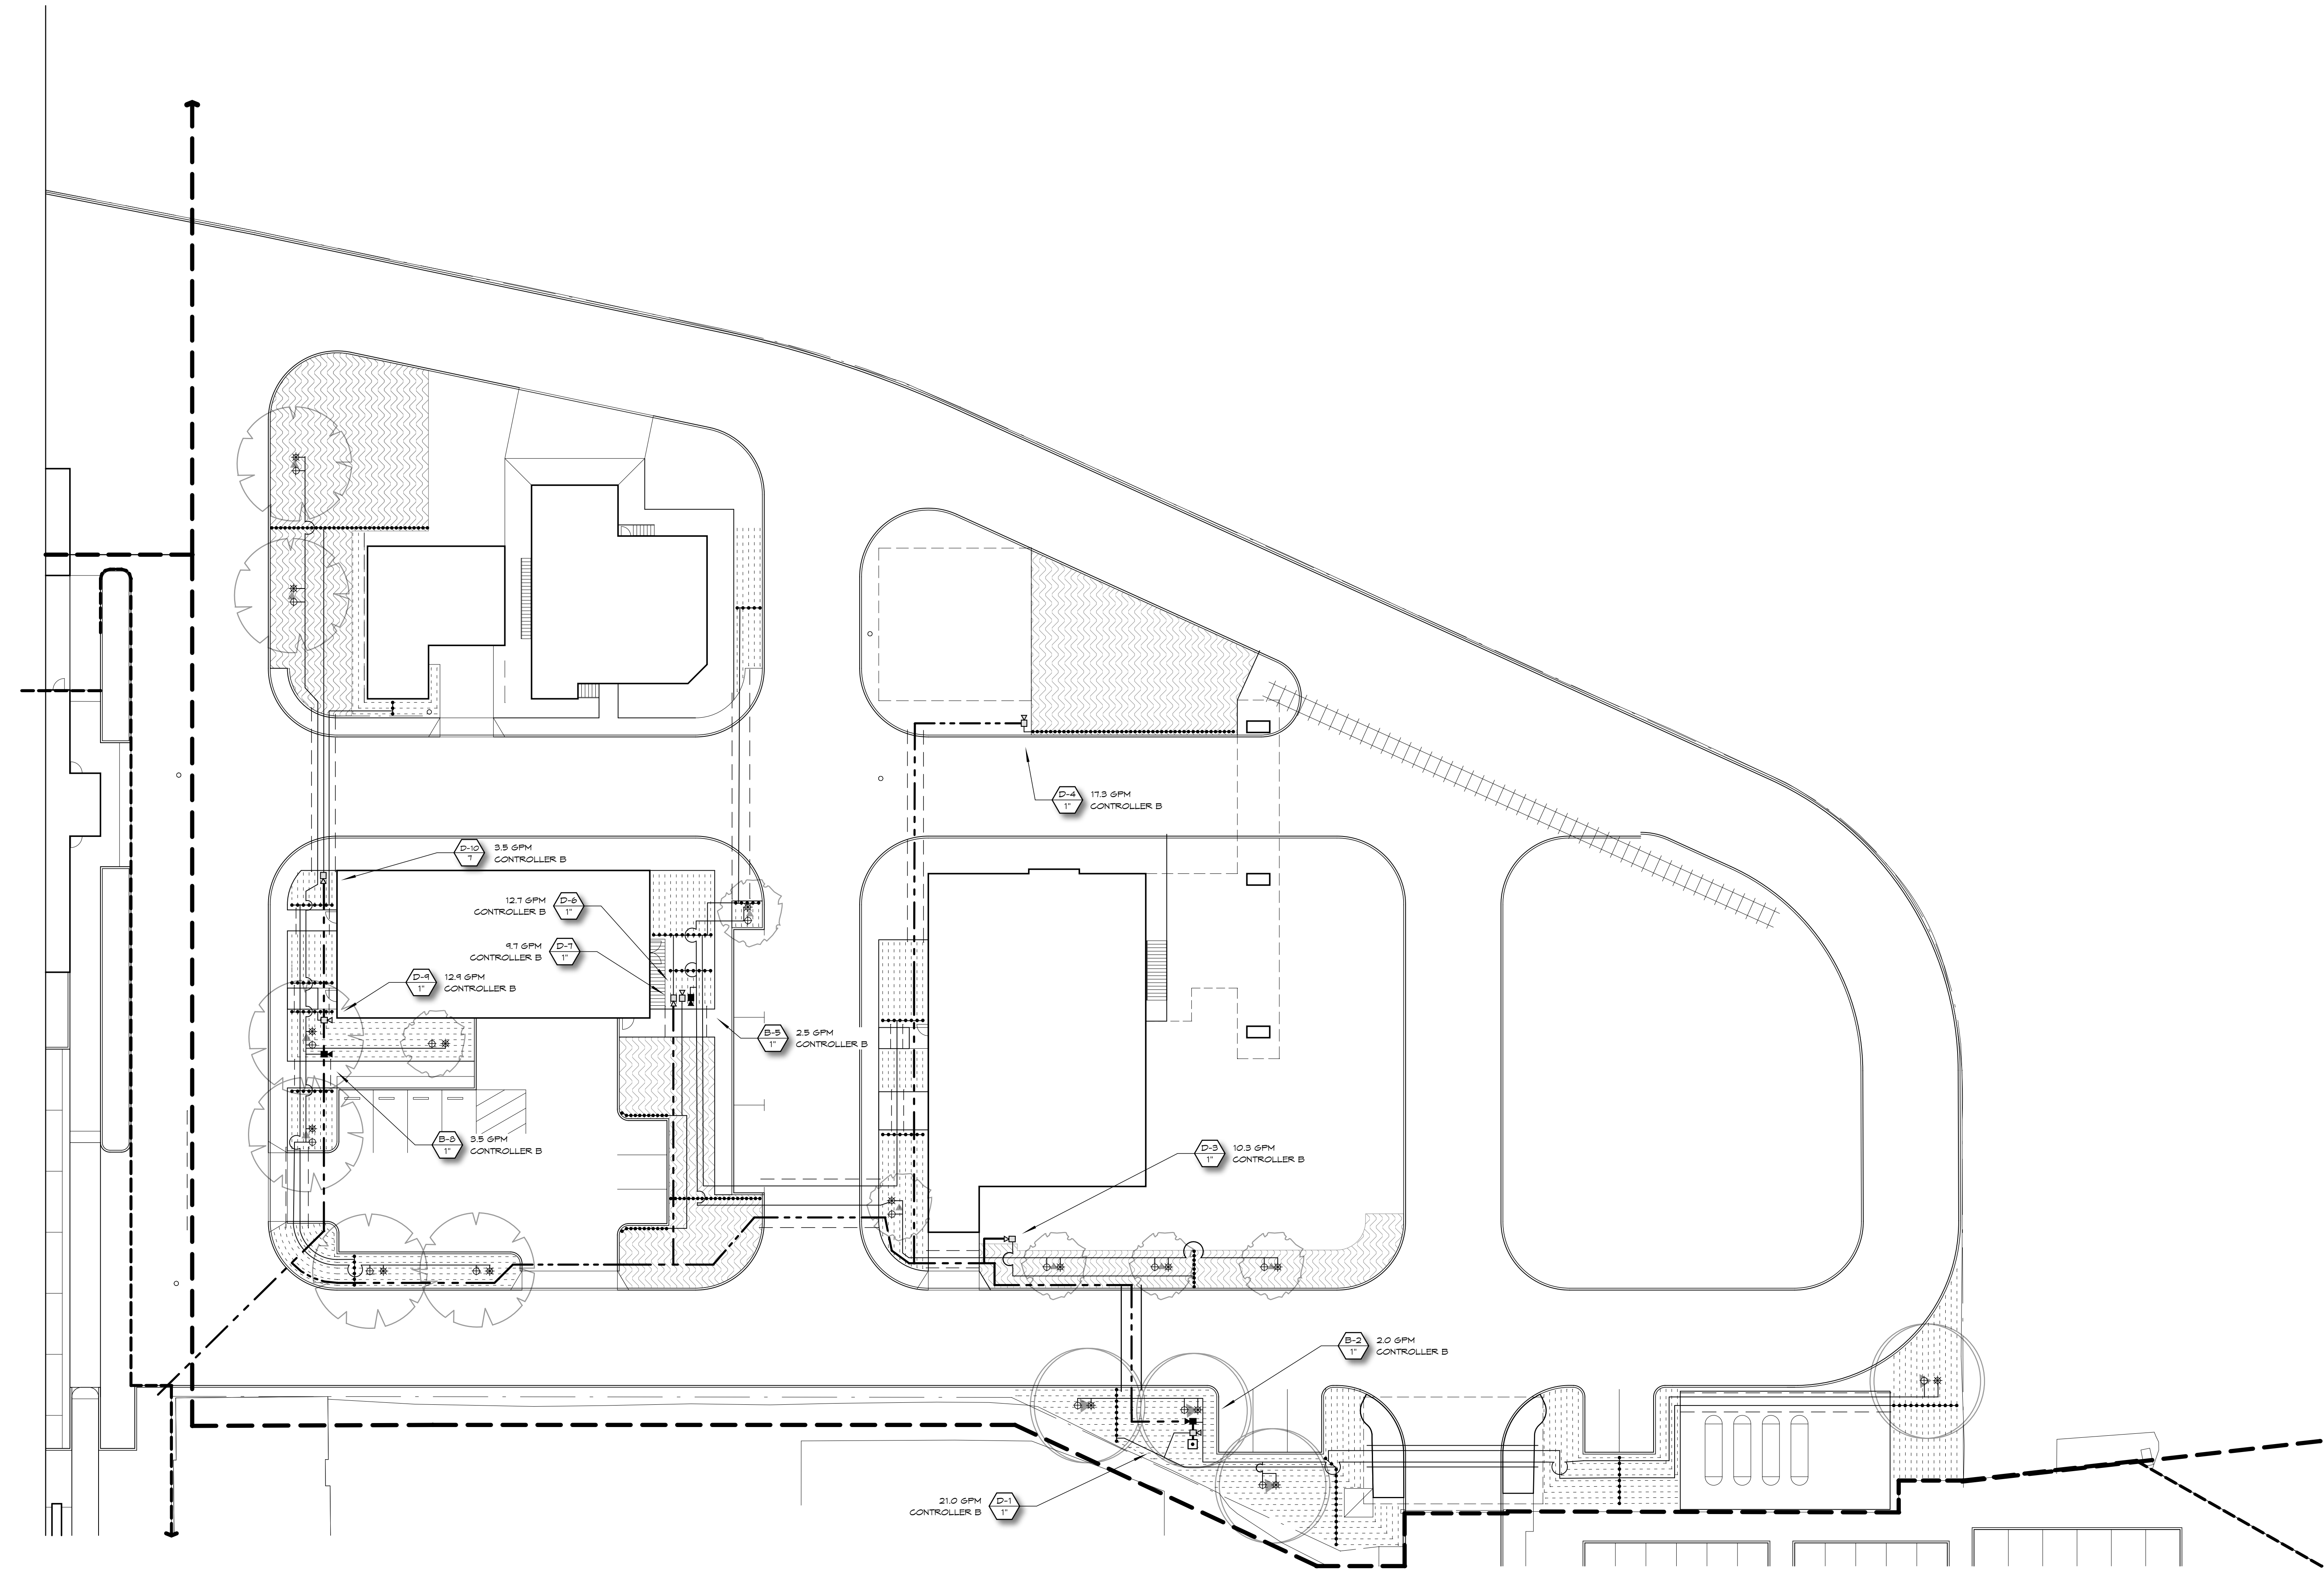 D-4 17.3 GPM
1" CONTROLLER B
D-10 3.5 GPM
7 CONTROLLER B
12.7 GPM D-6
CONTROLLER B 1"
9.7 GPM D-7
CONTROLLER B 1"
D-9 12.9 GPM
1" CONTROLLER B
B-5 2.5 GPM
1" CONTROLLER B
B-8 3.5 GPM
1" CONTROLLER B
D-3 10.3 GPM
1" CONTROLLER B
B-2 2.0 GPM
1" CONTROLLER B
21.0 GPM D-1
CONTROLLER B 1"